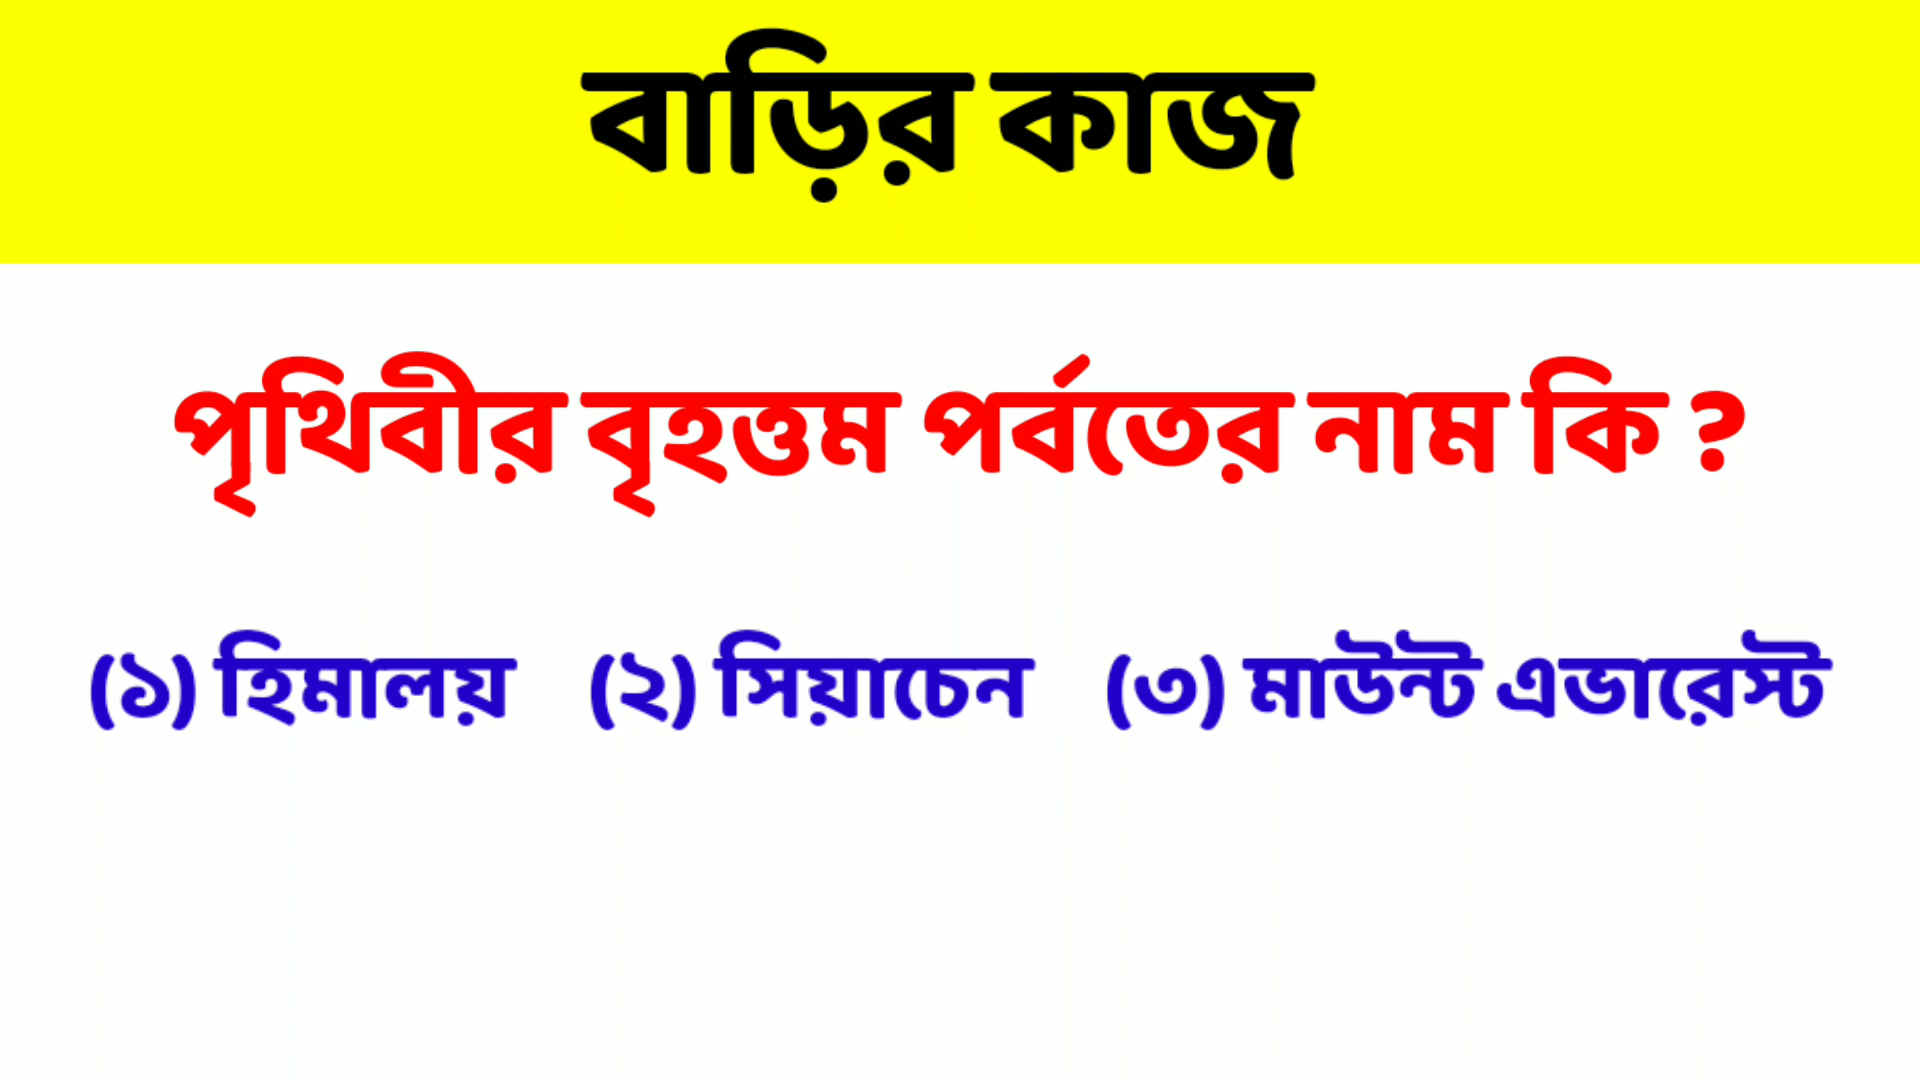 বাড়ির কাজ
পৃথিবীর বৃহত্তম পর্বতের নাম কি ?
(১) হিমালয় (২) সিয়াচেন (৩) মাউন্ট এভারেস্ট